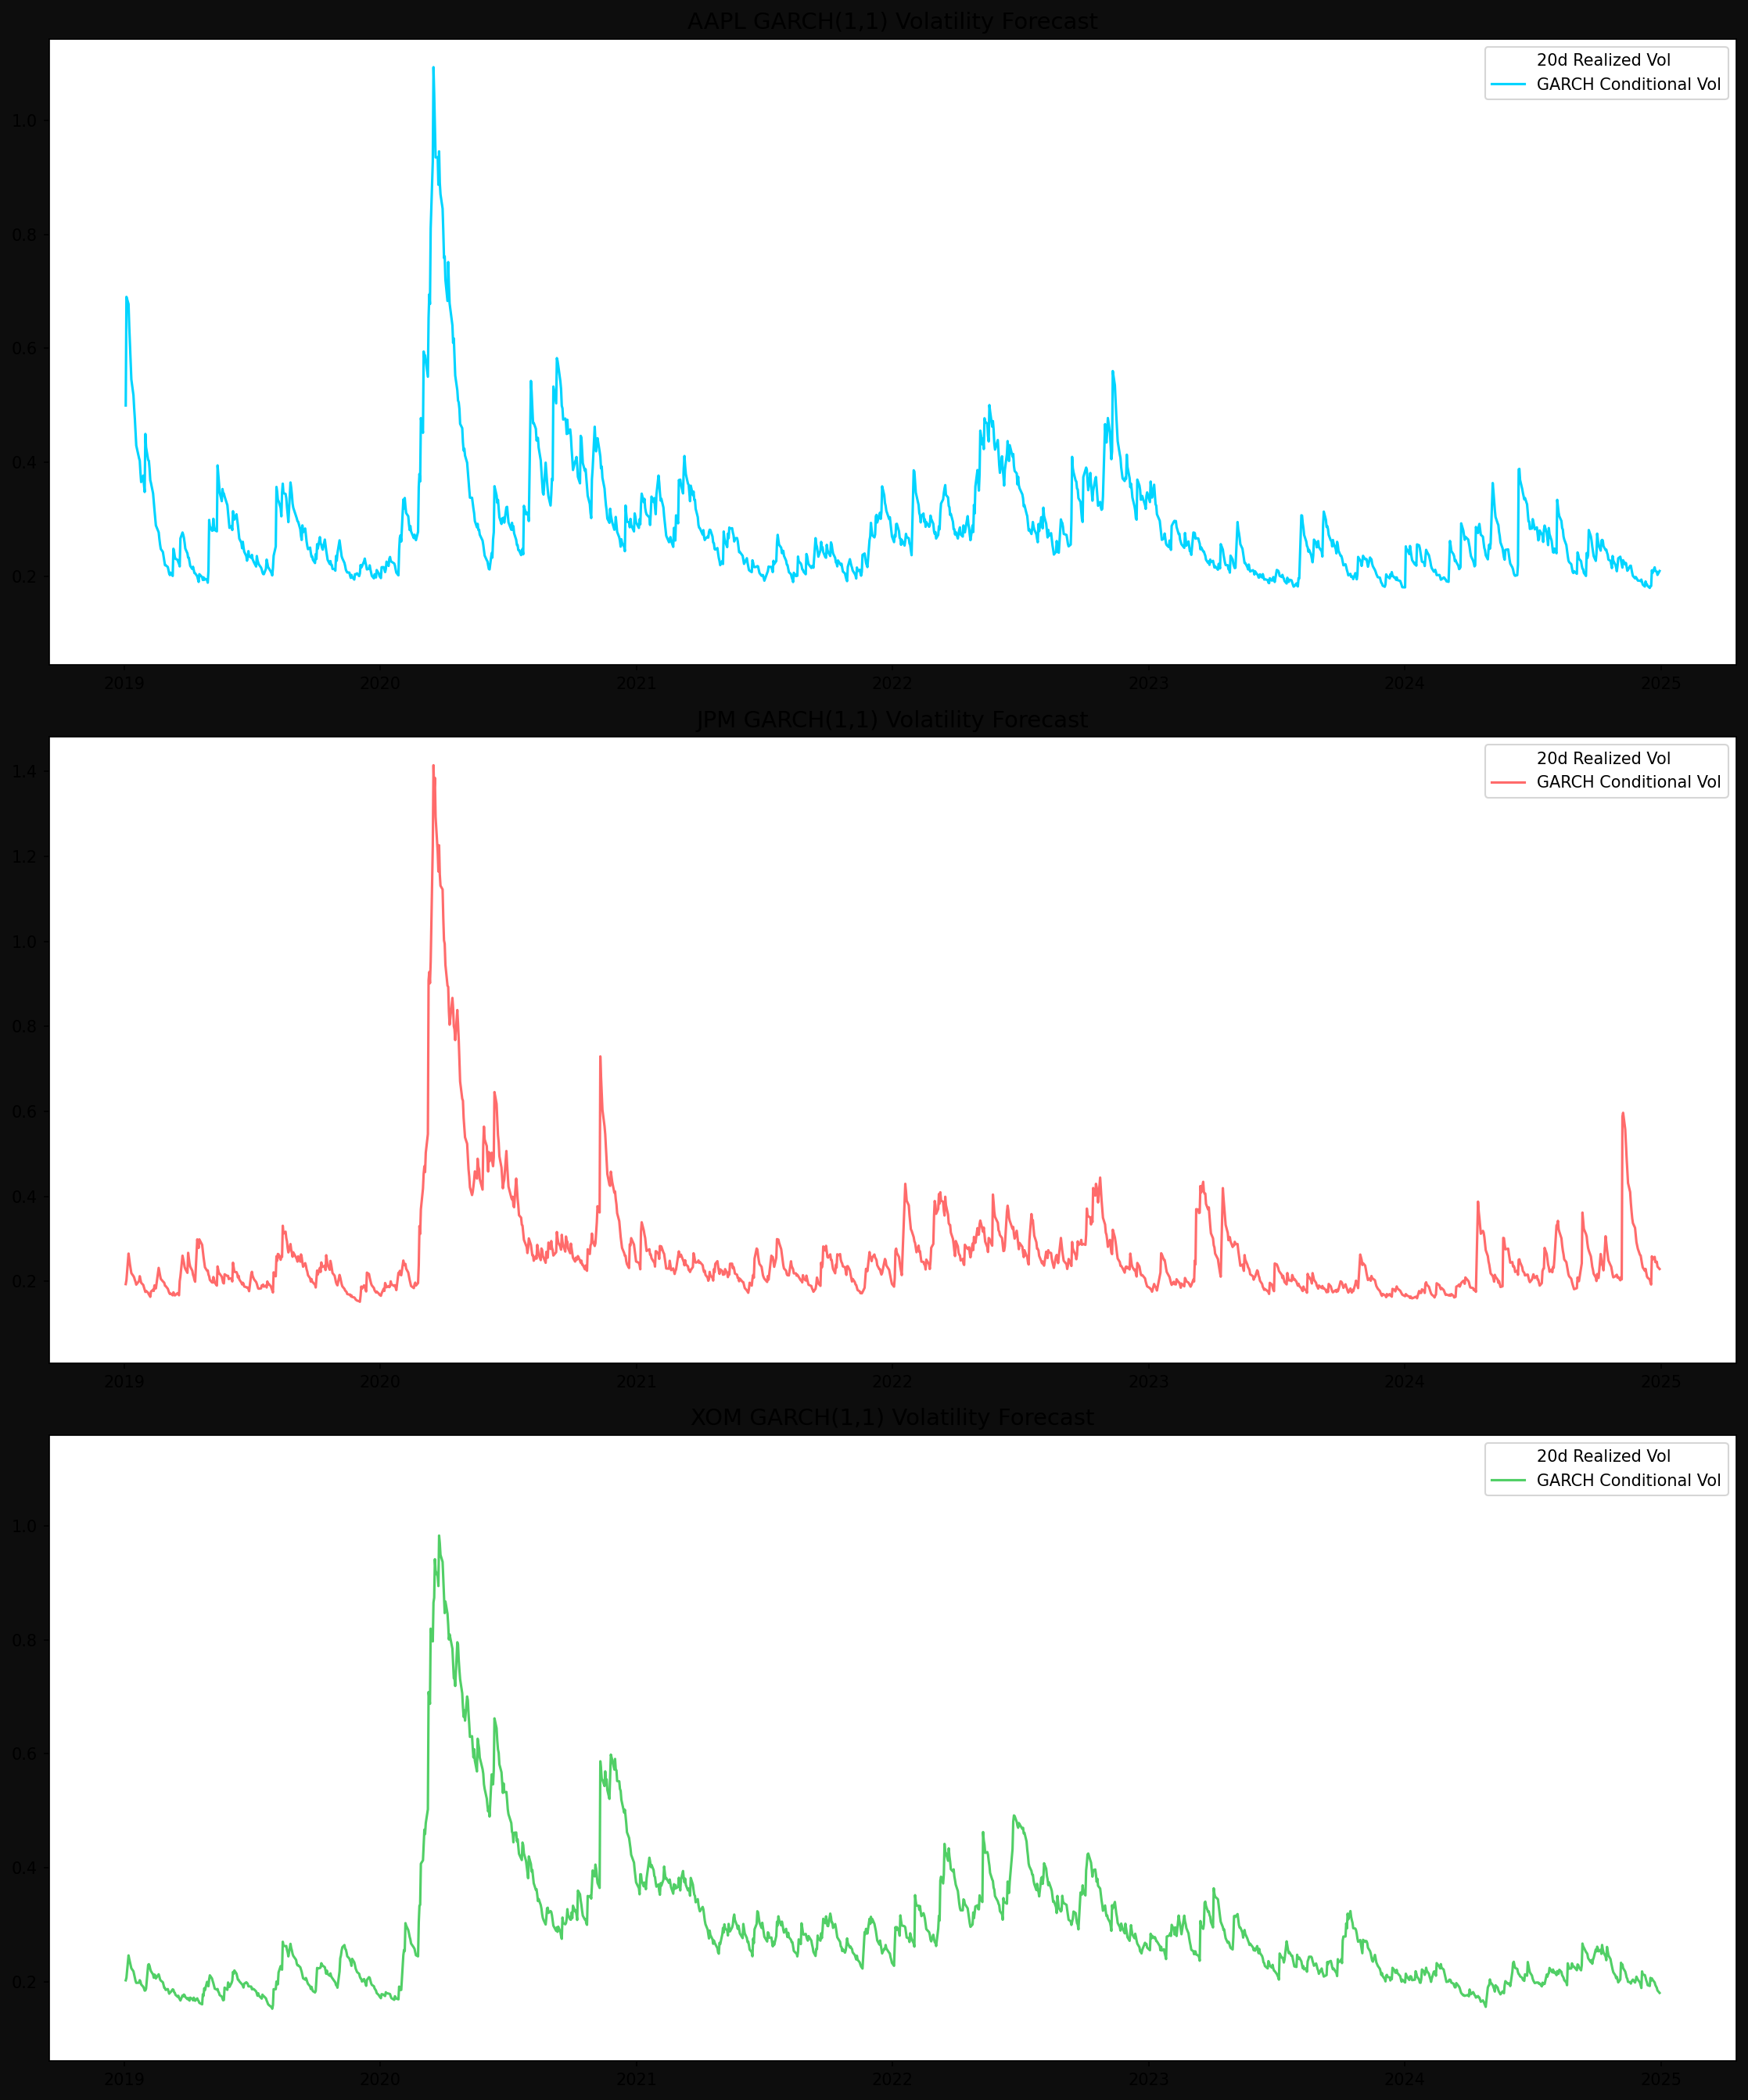 AAPL GARCH(1,1) Volatility Forecast
20d Realized Vol
GARCH Conditional Vol
1.0
0.8
0.6
0.4
0.2
2019 2020 2021 2022 2023 2024 2025
JPM GARCH(1,1) Volatility Forecast
20d Realized Vol
GARCH Conditional Vol
1.4
1.2
1.0
0.8
0.6
0.4
0.2
2019 2020 2021 2022 2023 2024 2025
XOM GARCH(1,1) Volatility Forecast
20d Realized Vol
GARCH Conditional Vol
1.0
0.8
0.6
0.4
0.2
2019 2020 2021 2022 2023 2024 2025